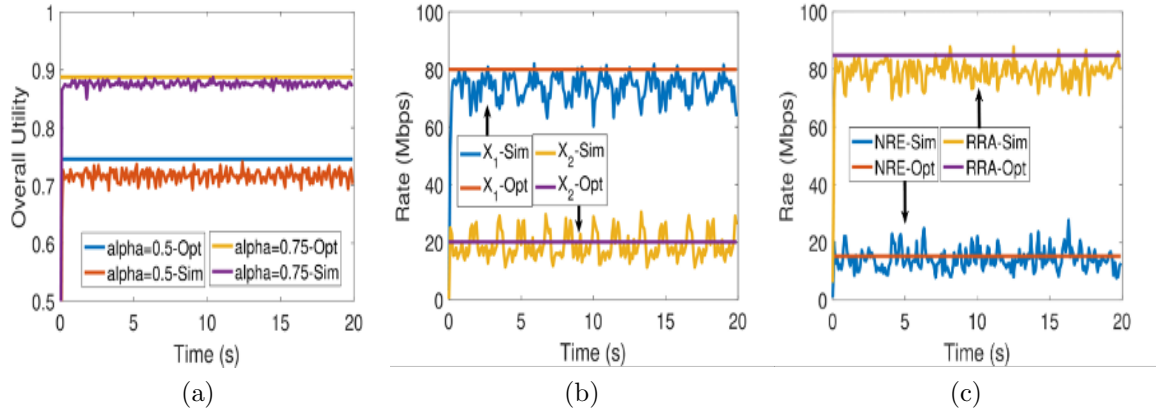 1
0.9
0.8
0.7
0.6
0.5
Overall Utility
alpha=0.5-Opt
alpha=0.5-Sim
alpha=0.75-Opt
alpha=0.75-Sim
0 5 10 15 20
Time (s)
(a)
100
80
60
40
20
0
Rate (Mbps)
X1-Sim
X1-Opt
X2-Sim
X2-Opt
0 5 10 15 20
Time (s)
(b)
100
80
60
40
20
0
Rate (Mbps)
NRE-Sim
NRE-Opt
RRA-Sim
RRA-Opt
0 5 10 15 20
Time (s)
(c)